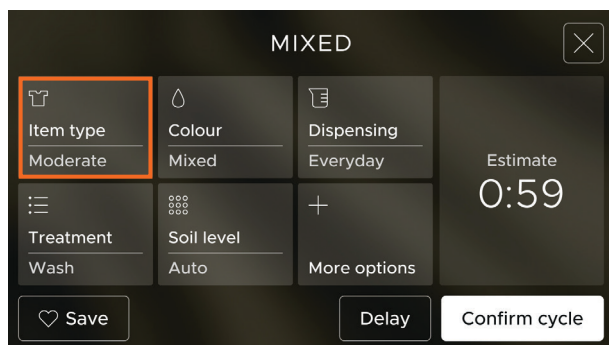 MIXED
Item type
Moderate
Colour
Mixed
Dispensing
Everyday
Estimate
0:59
Treatment
Wash
Soil level
Auto
More options
Save
Delay
Confirm cycle